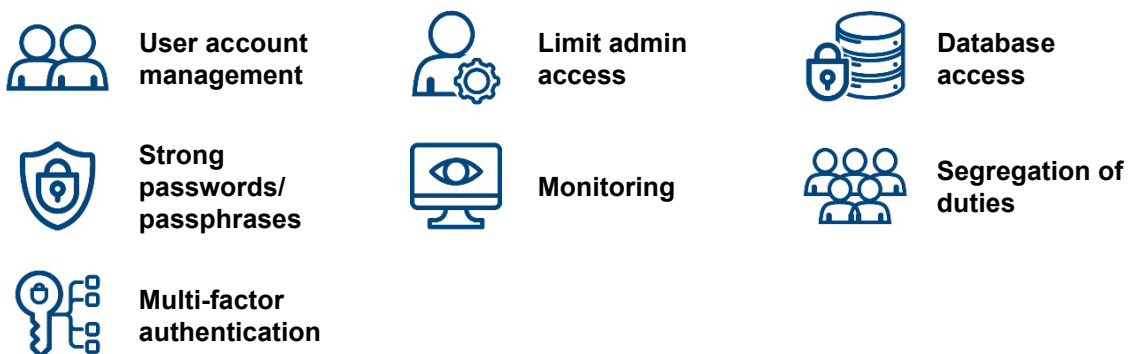 User account
management
Limit admin
access
Database
access
Strong
passwords/
passphrases
Monitoring
Segregation of
duties
Multi-factor
authentication